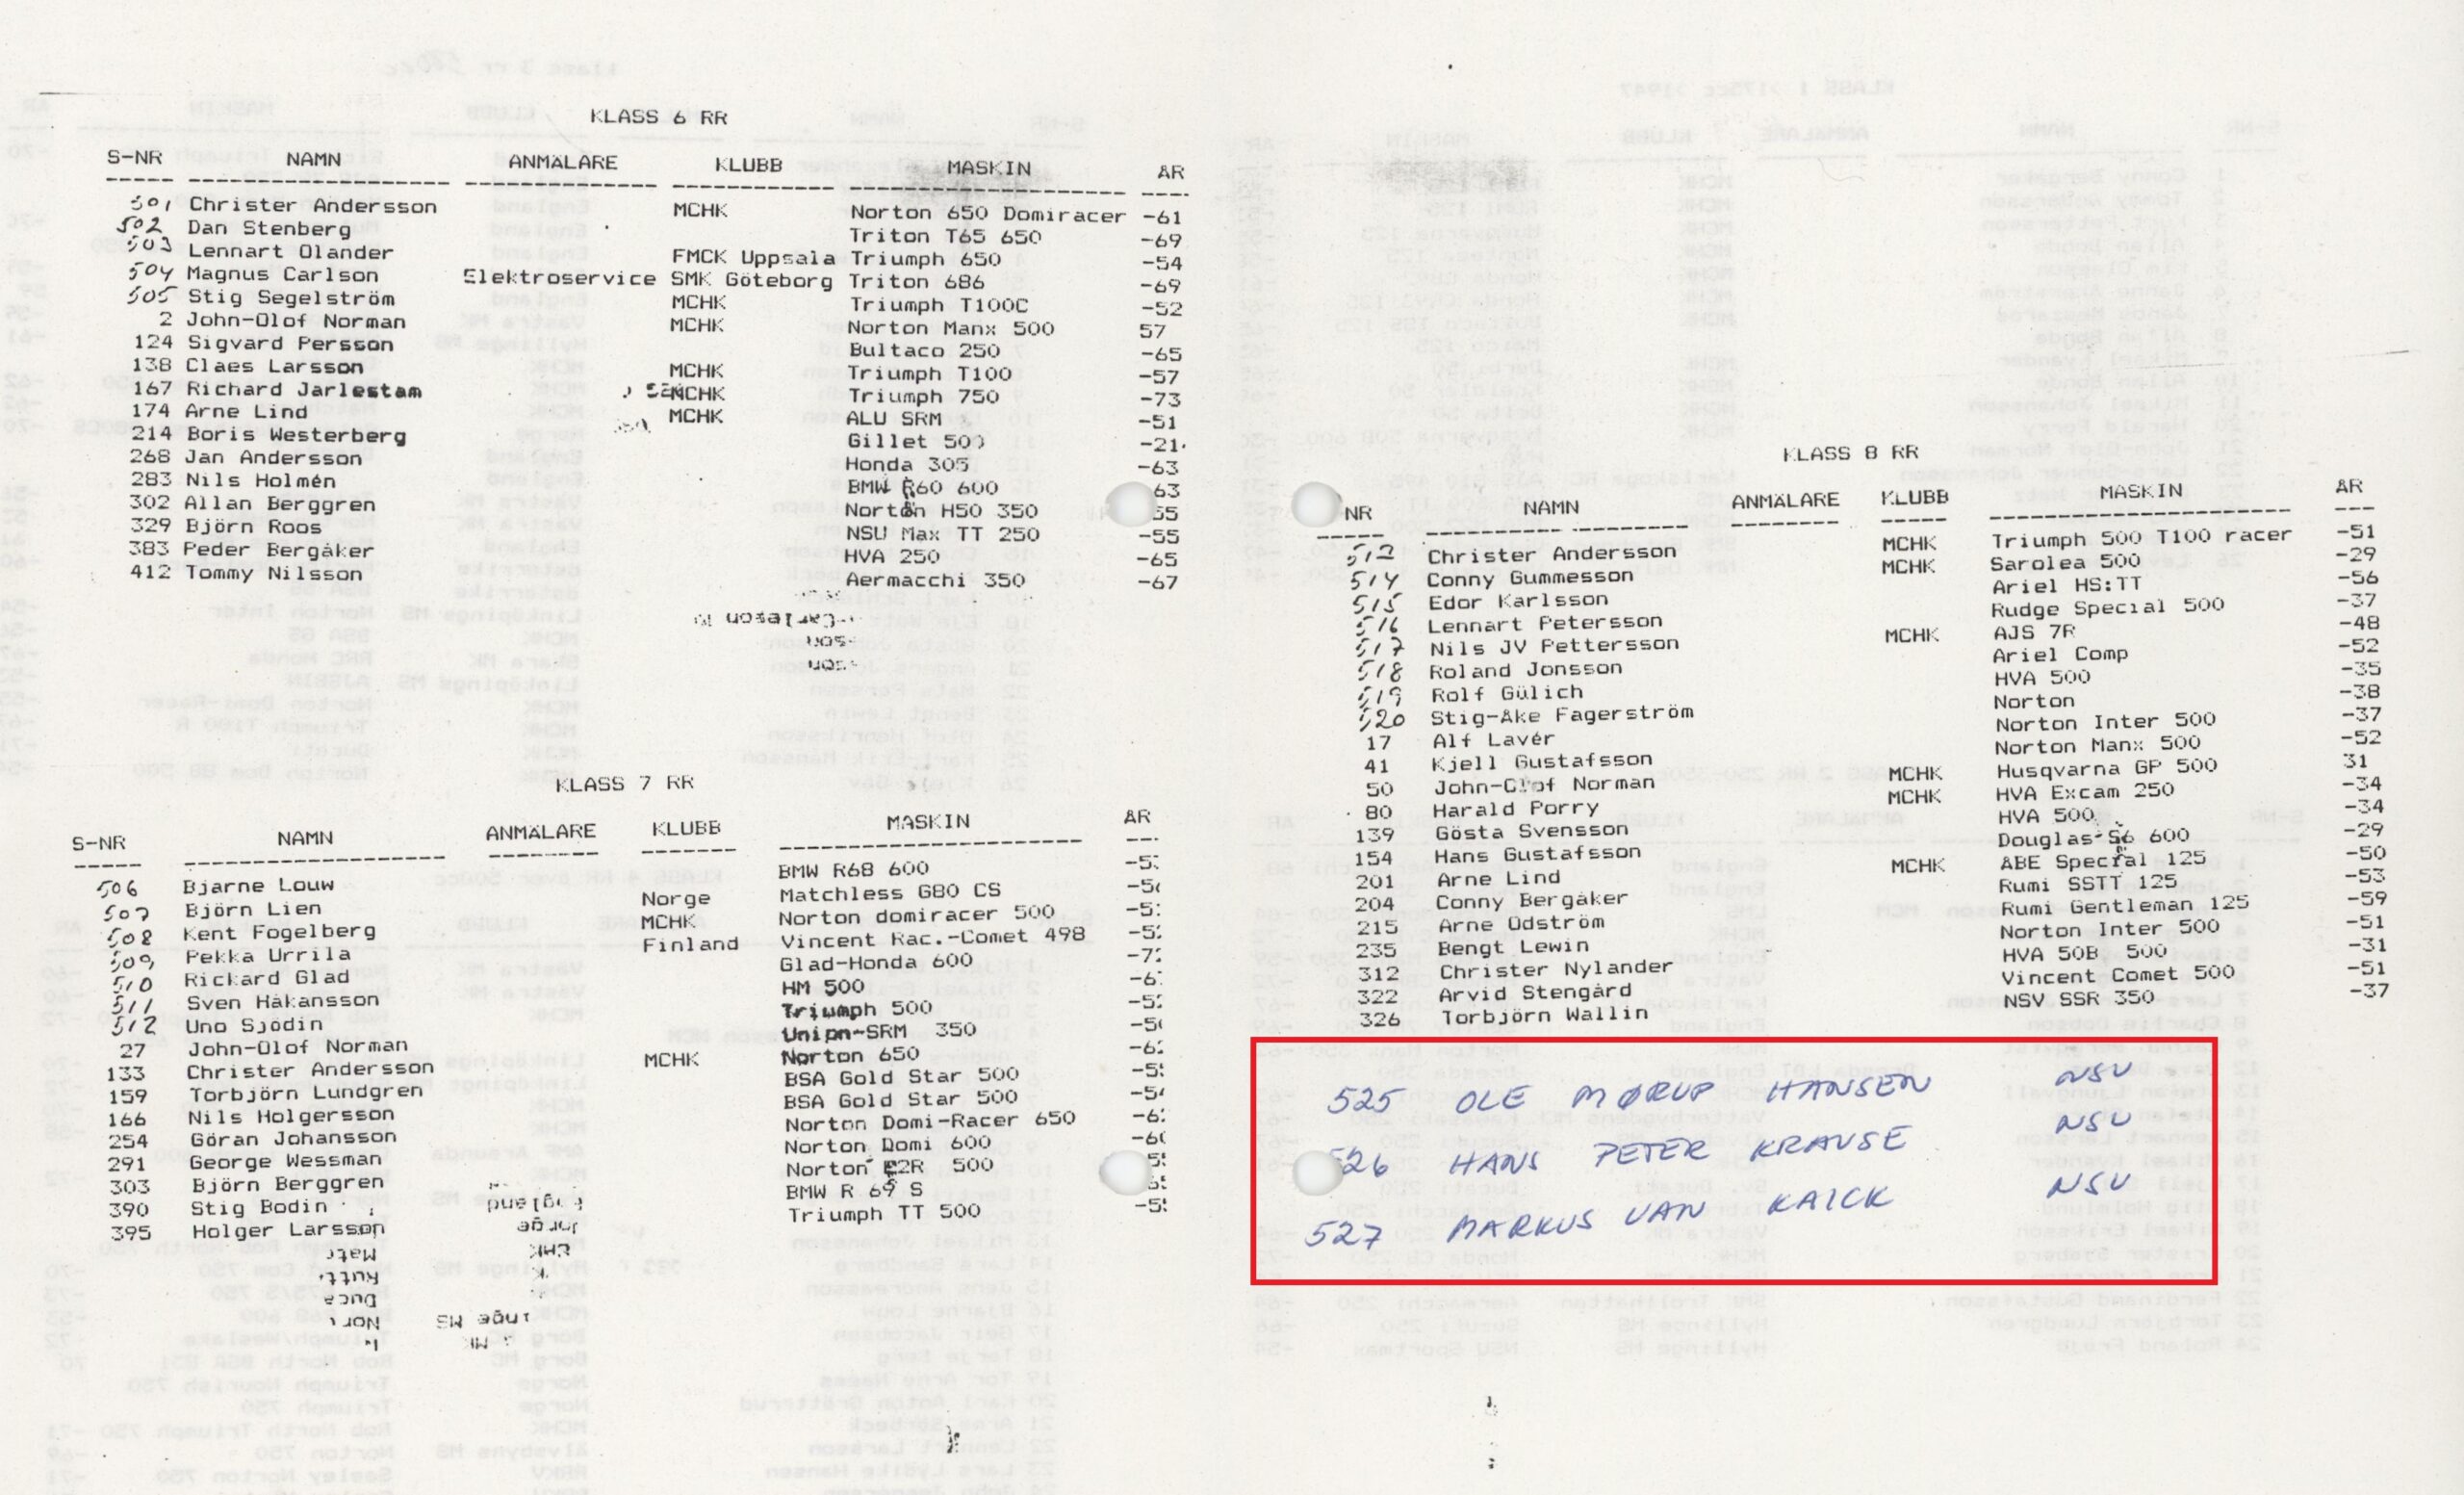 KLASS 6 RR
S-NR NAMN ANMÄLARE KLUBB MASKIN ÅR
501 Christer Andersson MCHK Norton 650 Domiracer -61
502 Dan Stenberg Triton T65 650 -69
503 Lennart Olander FMCK Uppsala Triumph 650 -54
504 Magnus Carlson Elektroservice SMK Göteborg Triton 686 -69
505 Stig Segelström MCHK Triumph T100C -52
2 John-Olof Norman MCHK Norton Manx 500 57
124 Sigvard Persson Bultaco 250 -65
138 Claes Larsson MCHK Triumph T100 -57
167 Richard Jarlestam MCHK Triumph 750 -73
174 Arne Lind MCHK ALU SRM -51
214 Boris Westerberg Gillet 500 -21
268 Jan Andersson Honda 305 -63
283 Nils Holmén BMW R60 600 63
302 Allan Berggren Norton H50 350 55
329 Björn Roos NSU Max TT 250 -55
383 Peder Bergåker HVA 250 -65
412 Tommy Nilsson Aermacchi 350 -67
KLASS 7 RR
S-NR NAMN ANMÄLARE KLUBB MASKIN ÅR
506 Bjarne Louw BMW R68 600
507 Björn Lien Norge Matchless G80 CS
508 Kent Fogelberg MCHK Norton domiracer 500
509 Pekka Urrila Finland Vincent Rac.-Comet 498
510 Rickard Glad Glad-Honda 600
511 Sven Håkansson HM 500
512 Uno Sjödin Triumph 500
27 John-Olof Norman Union-SRM 350
133 Christer Andersson MCHK Norton 650
159 Torbjörn Lundgren BSA Gold Star 500
166 Nils Holgersson BSA Gold Star 500
254 Göran Johansson Norton Domi-Racer 650
291 George Wessman Norton Domi 600
303 Björn Berggren Norton 500
390 Stig Bodin BMW R 69 S
395 Holger Larsson Triumph TT 500
KLASS 8 RR
NR NAMN ANMÄLARE KLUBB MASKIN ÅR
513 Christer Andersson MCHK Triumph 500 T100 racer -51
514 Conny Gummesson MCHK Sarolea 500 -29
515 Edor Karlsson Ariel HS:TT -56
516 Lennart Petersson Rudge Special 500 -37
517 Nils JV Pettersson MCHK AJS 7R -48
518 Roland Jonsson Ariel Comp -52
519 Rolf Gülich HVA 500 -35
520 Stig-Åke Fagerström Norton -38
17 Alf Lavér Norton Inter 500 -37
41 Kjell Gustafsson Norton Manx 500 -52
50 John-Olof Norman MCHK Husqvarna GP 500 31
80 Harald Porry MCHK HVA Excam 250 -34
139 Gösta Svensson HVA 500 -34
154 Hans Gustafsson Douglas S6 600 -29
201 Arne Lind MCHK ABE Special 125 -50
204 Conny Bergåker Rumi SSTT 125 -53
215 Arne Odström Rumi Gentleman 125 -59
235 Bengt Lewin Norton Inter 500 -51
312 Christer Nylander HVA 50B 500 -31
322 Arvid Stengård Vincent Comet 500 -51
326 Torbjörn Wallin NSV SSR 350 -37
525 OLE MØRUP HANSEN NSU
526 HANS PETER KRAUSE NSU
527 MARKUS VAN KAICK NSU